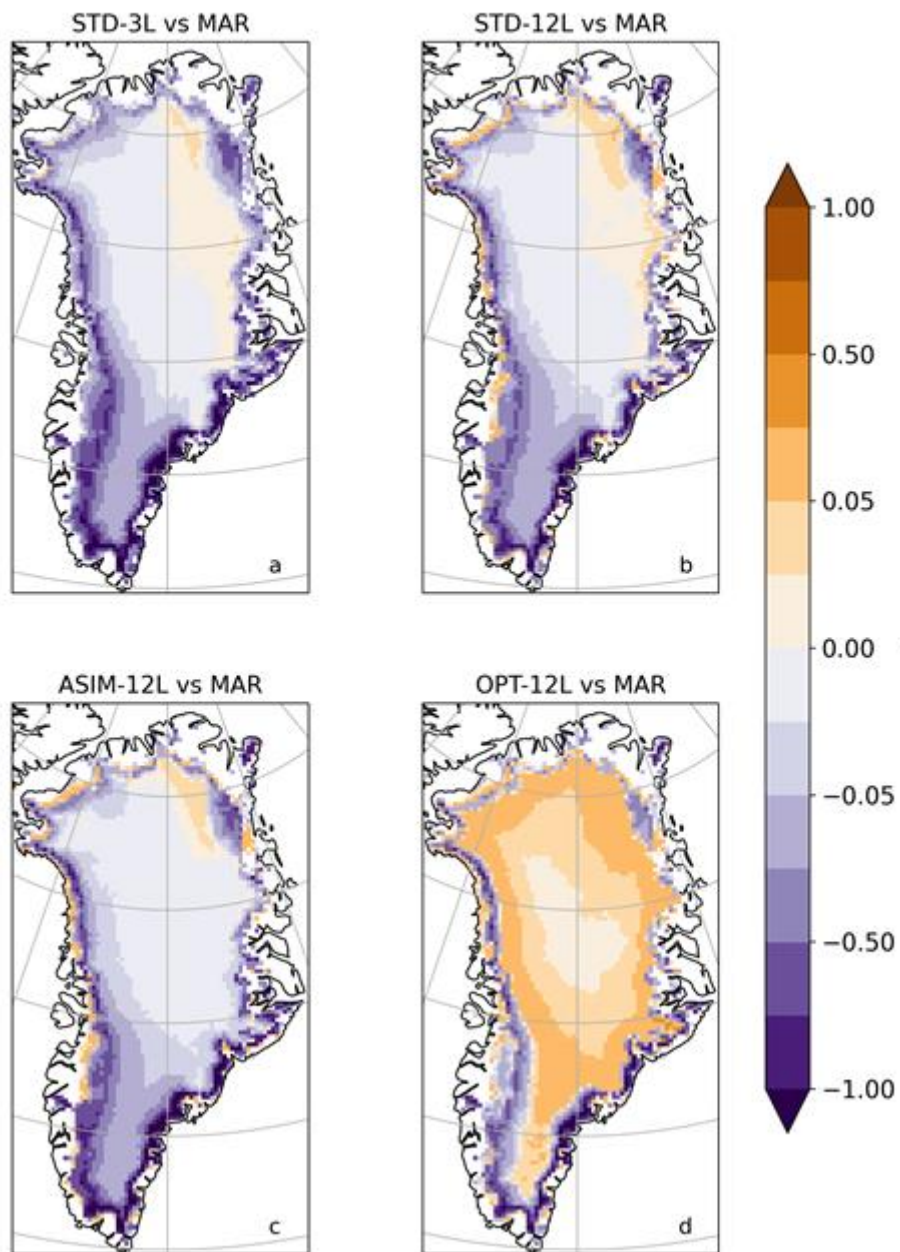 STD-3L vs MAR
STD-12L vs MAR
a
b
1.00
0.50
0.05
0.00
−0.05
−0.50
−1.00
ASIM-12L vs MAR
OPT-12L vs MAR
c
d